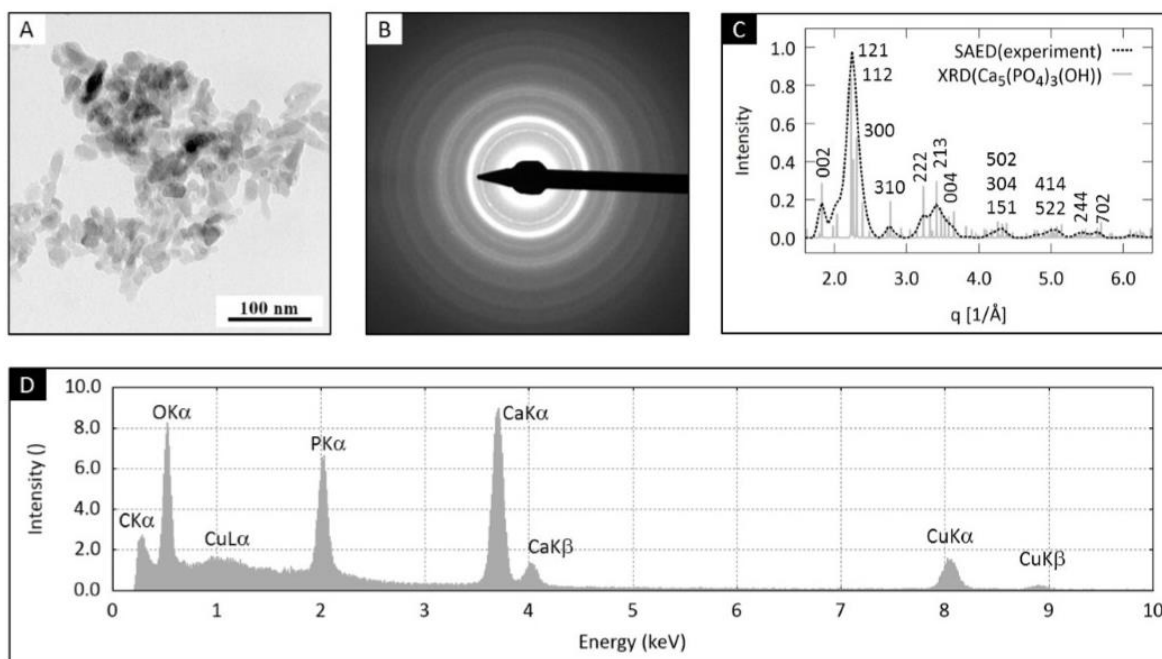 A
100 nm
B
C
1.0
0.8
0.6
0.4
0.2
0.0
Intensity
SAED(experiment)
XRD(Ca₅(PO₄)₃(OH))
002
121
112
300
310
222
213
004
502
304
151
414
522
244
702
2.0 3.0 4.0 5.0 6.0
q [1/Å]
D
10.0
8.0
6.0
4.0
2.0
0.0
Intensity ()
CKα
OKα
CuLα
PKα
CaKα
CaKβ
CuKα
CuKβ
0 1 2 3 4 5 6 7 8 9 10
Energy (keV)